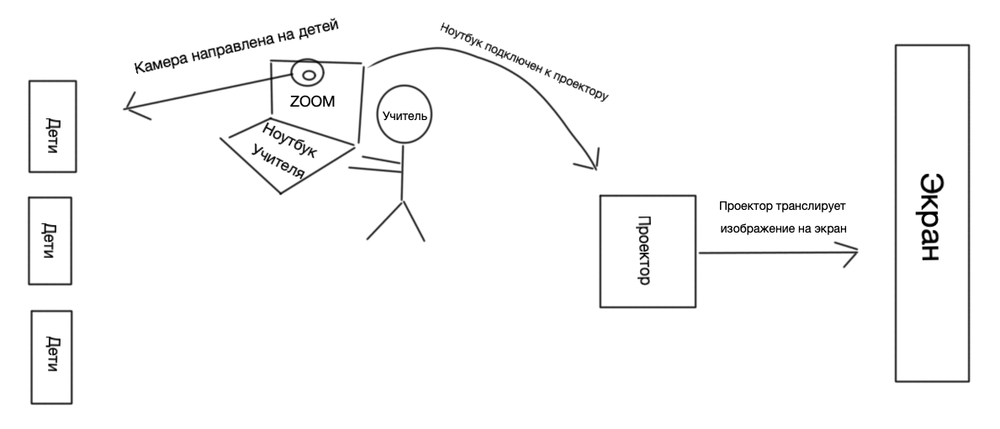 Камера направлена на детей
Ноутбук подключен к проектору
ZOOM
Учитель
Ноутбук
Учителя
Дети
Дети
Дети
Проектор
Проектор транслирует
изображение на экран
Экран